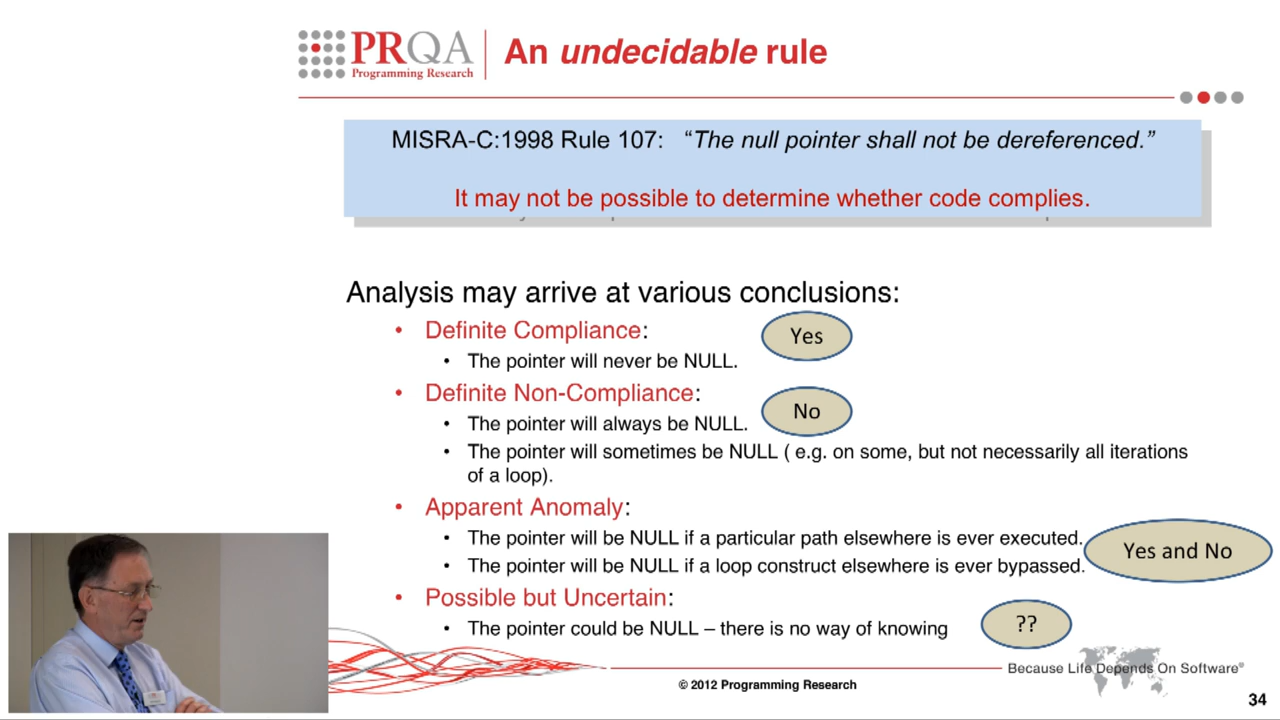 PRQA
Programming Research
An undecidable rule
MISRA-C:1998 Rule 107: “The null pointer shall not be dereferenced.”
It may not be possible to determine whether code complies.
Analysis may arrive at various conclusions:
• Definite Compliance:
Yes
• The pointer will never be NULL.
• Definite Non-Compliance:
No
• The pointer will always be NULL.
• The pointer will sometimes be NULL ( e.g. on some, but not necessarily all iterations
of a loop).
• Apparent Anomaly:
• The pointer will be NULL if a particular path elsewhere is ever executed.
Yes and No
• The pointer will be NULL if a loop construct elsewhere is ever bypassed.
• Possible but Uncertain:
• The pointer could be NULL – there is no way of knowing
??
Because Life Depends On Software®
© 2012 Programming Research
34